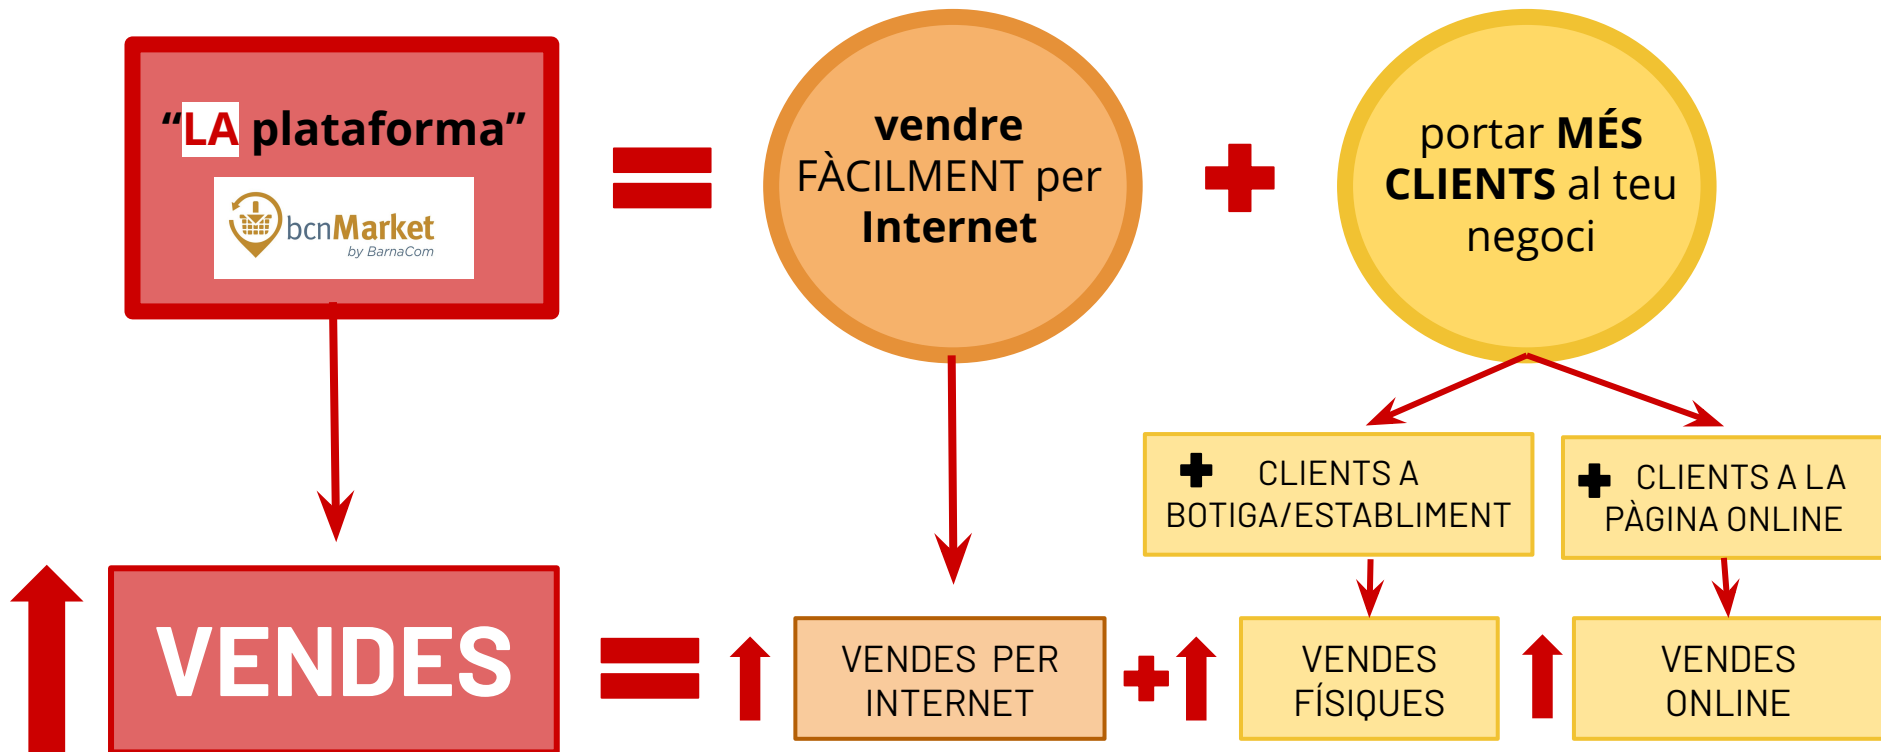 “LA plataforma”
bcnMarket
by BarnaCom
vendre
FÀCILMENT per
Internet
portar MÉS
CLIENTS al teu
negoci
CLIENTS A
BOTIGA/ESTABLIMENT
CLIENTS A LA
PÀGINA ONLINE
VENDES
VENDES PER
INTERNET
VENDES
FÍSIQUES
VENDES
ONLINE